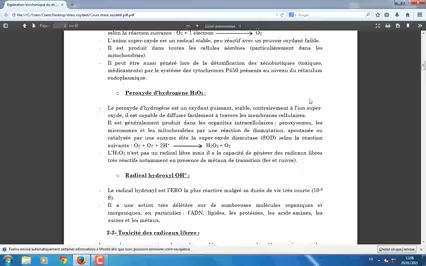 selon la réaction suivante : O₂ + 1 électron → O₂
L'anion super-oxyde est un radical stable, peu réactif avec un pouvoir oxydant faible.
- Il est produit dans toutes les cellules aérobies (particulièrement dans les
mitochondries).
- Il peut être aussi généré lors de la détoxification des xénobiotiques (toxiques,
médicaments) par le système des cytochromes P450 présents au niveau du réticulum
endoplasmique.
o Peroxyde d'hydrogène H₂O₂ :
- Le peroxyde d'hydrogène est un oxydant puissant, stable, contrairement à l'ion super-
oxyde, il est capable de diffuser facilement à travers les membranes cellulaires.
- Il est généralement produit dans les organites intracellulaires : peroxysomes, les
microsomes et les mitochondries par une réaction de dismutation, spontanée ou
catalysée par une enzyme dite la super-oxyde dismutase (SOD) selon la réaction
suivante : O₂ + O₂ + 2H⁺ → H₂O₂ + O₂
- L'H₂O₂ n'est pas un radical libre mais il a la capacité de générer des radicaux libres
très réactifs notamment en présence de métaux de transition (fer et cuivre).
o Radical hydroxyl OH° :
- Le radical hydroxyl est l'ERO la plus réactive malgré sa durée de vie très courte (10⁻⁹
S).
- Il a une action très délétère sur de nombreuses molécules organiques et
inorganiques, en particulier : l'ADN, lipides, les protéines, les acide-aminés, les
sucres et les métaux.
2-2- Toxicité des radicaux libres :